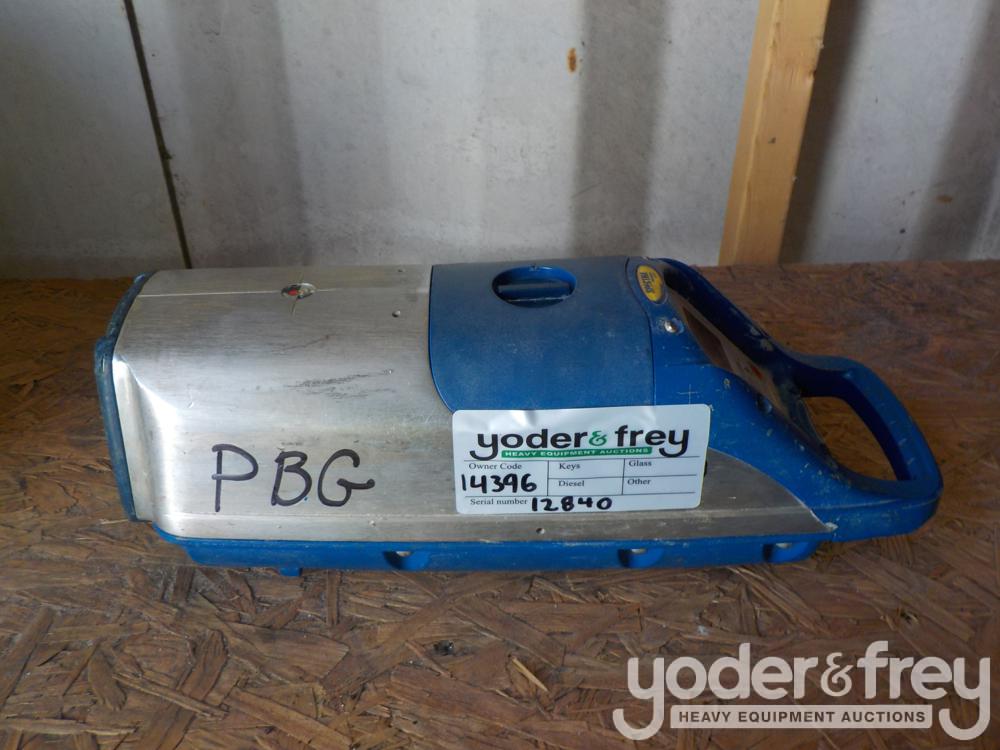 PBG
yoder & frey
HEAVY EQUIPMENT AUCTIONS
Owner Code Keys Glass
14396
Diesel Other
Serial number 12840
yoder & frey
HEAVY EQUIPMENT AUCTIONS